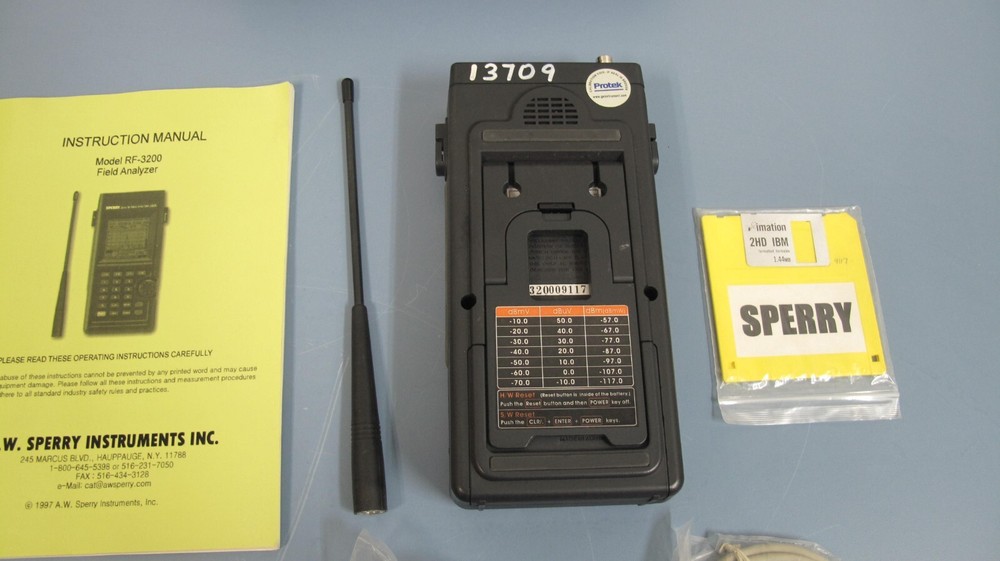 INSTRUCTION MANUAL
Model RF-3200
Field Analyzer
PLEASE READ THESE OPERATING INSTRUCTIONS CAREFULLY
abuse of these instructions cannot be prevented by any printed word and may cause
equipment damage. Please follow all these instructions and measurement procedures
there to all standard industry safety rules and practices.
.W. SPERRY INSTRUMENTS INC.
245 MARCUS BLVD., HAUPPAUGE, N.Y. 11788
1-800-645-5398 or 516-231-7050
FAX : 516-434-3128
e-Mail: cat@awsperry.com
© 1997 A.W. Sperry Instruments, Inc.
13709
Protek
320009117
dBmV dBuV dBm
-10.0 50.0 -57.0
-20.0 40.0 -67.0
-30.0 30.0 -77.0
-40.0 20.0 -87.0
-50.0 10.0 -97.0
-60.0 0.0 -107.0
-70.0 -10.0 -117.0
H.W Reset (Reset button is inside of the battery.)
Push the Reset button and then POWER key off.
S.W Reset
Push the CLR/. + ENTER + POWER keys.
imation
2HD IBM
1.44MB
SPERRY